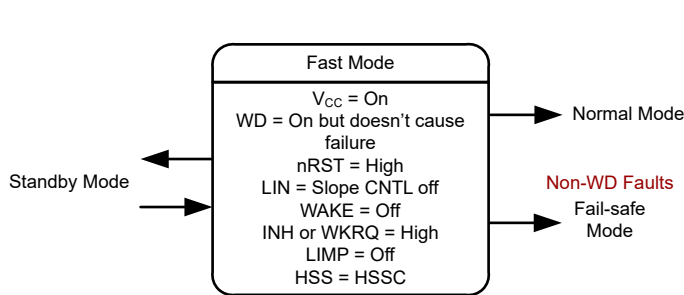 Fast Mode
V_CC = On
WD = On but doesn't cause
failure
nRST = High
LIN = Slope CNTL off
WAKE = Off
INH or WKRQ = High
LIMP = Off
HSS = HSSC
Standby Mode
Normal Mode
Non-WD Faults
Fail-safe
Mode